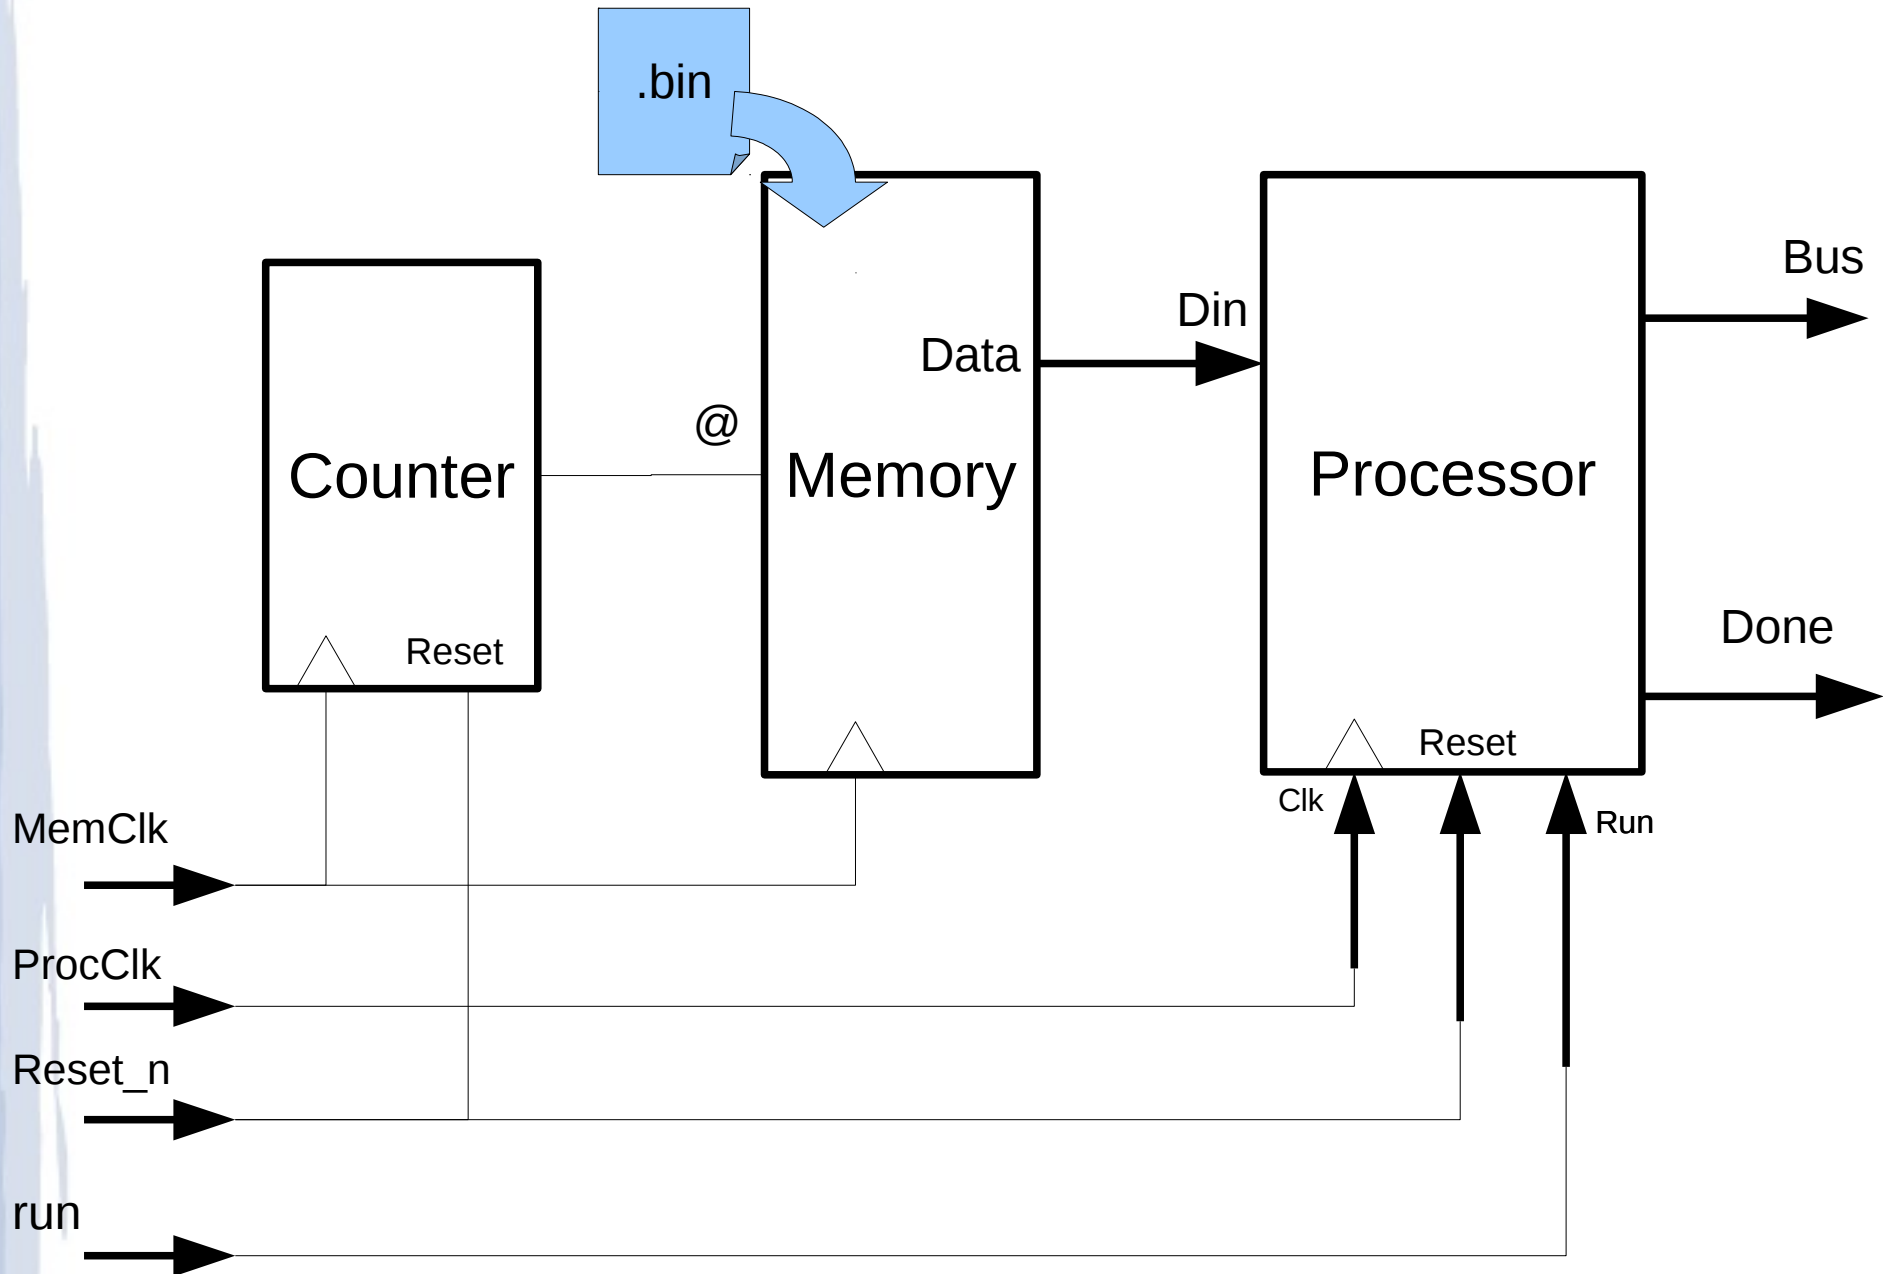 .bin
Bus
Din
Data
@
Counter
Memory
Processor
Done
Reset
Reset
Clk
Run
MemClk
ProcClk
Reset_n
run